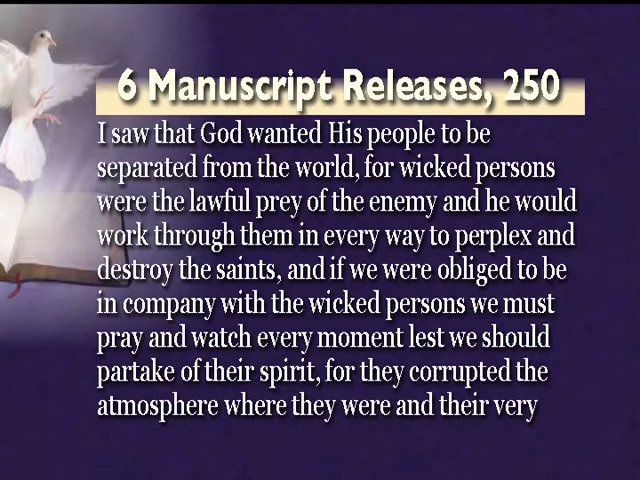 6 Manuscript Releases, 250
I saw that God wanted His people to be
separated from the world, for wicked persons
were the lawful prey of the enemy and he would
work through them in every way to perplex and
destroy the saints, and if we were obliged to be
in company with the wicked persons we must
pray and watch every moment lest we should
partake of their spirit, for they corrupted the
atmosphere where they were and their very